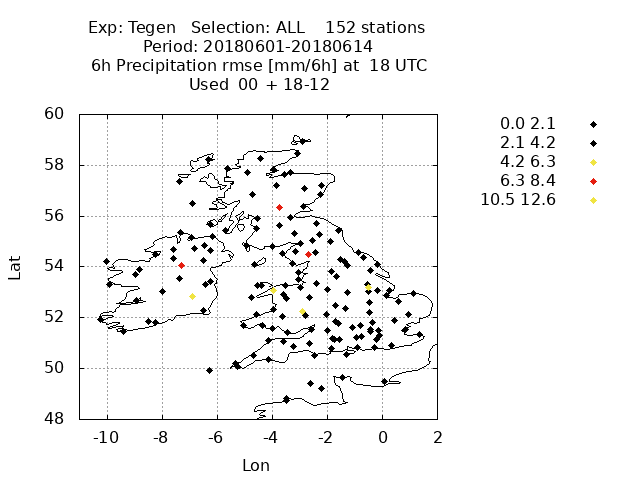 Exp: Tegen Selection: ALL 152 stations
Period: 20180601-20180614
6h Precipitation rmse [mm/6h] at 18 UTC
Used 00 + 18-12
0.0 2.1
2.1 4.2
4.2 6.3
6.3 8.4
10.5 12.6
60
58
56
54
52
50
48
Lat
-10 -8 -6 -4 -2 0 2
Lon